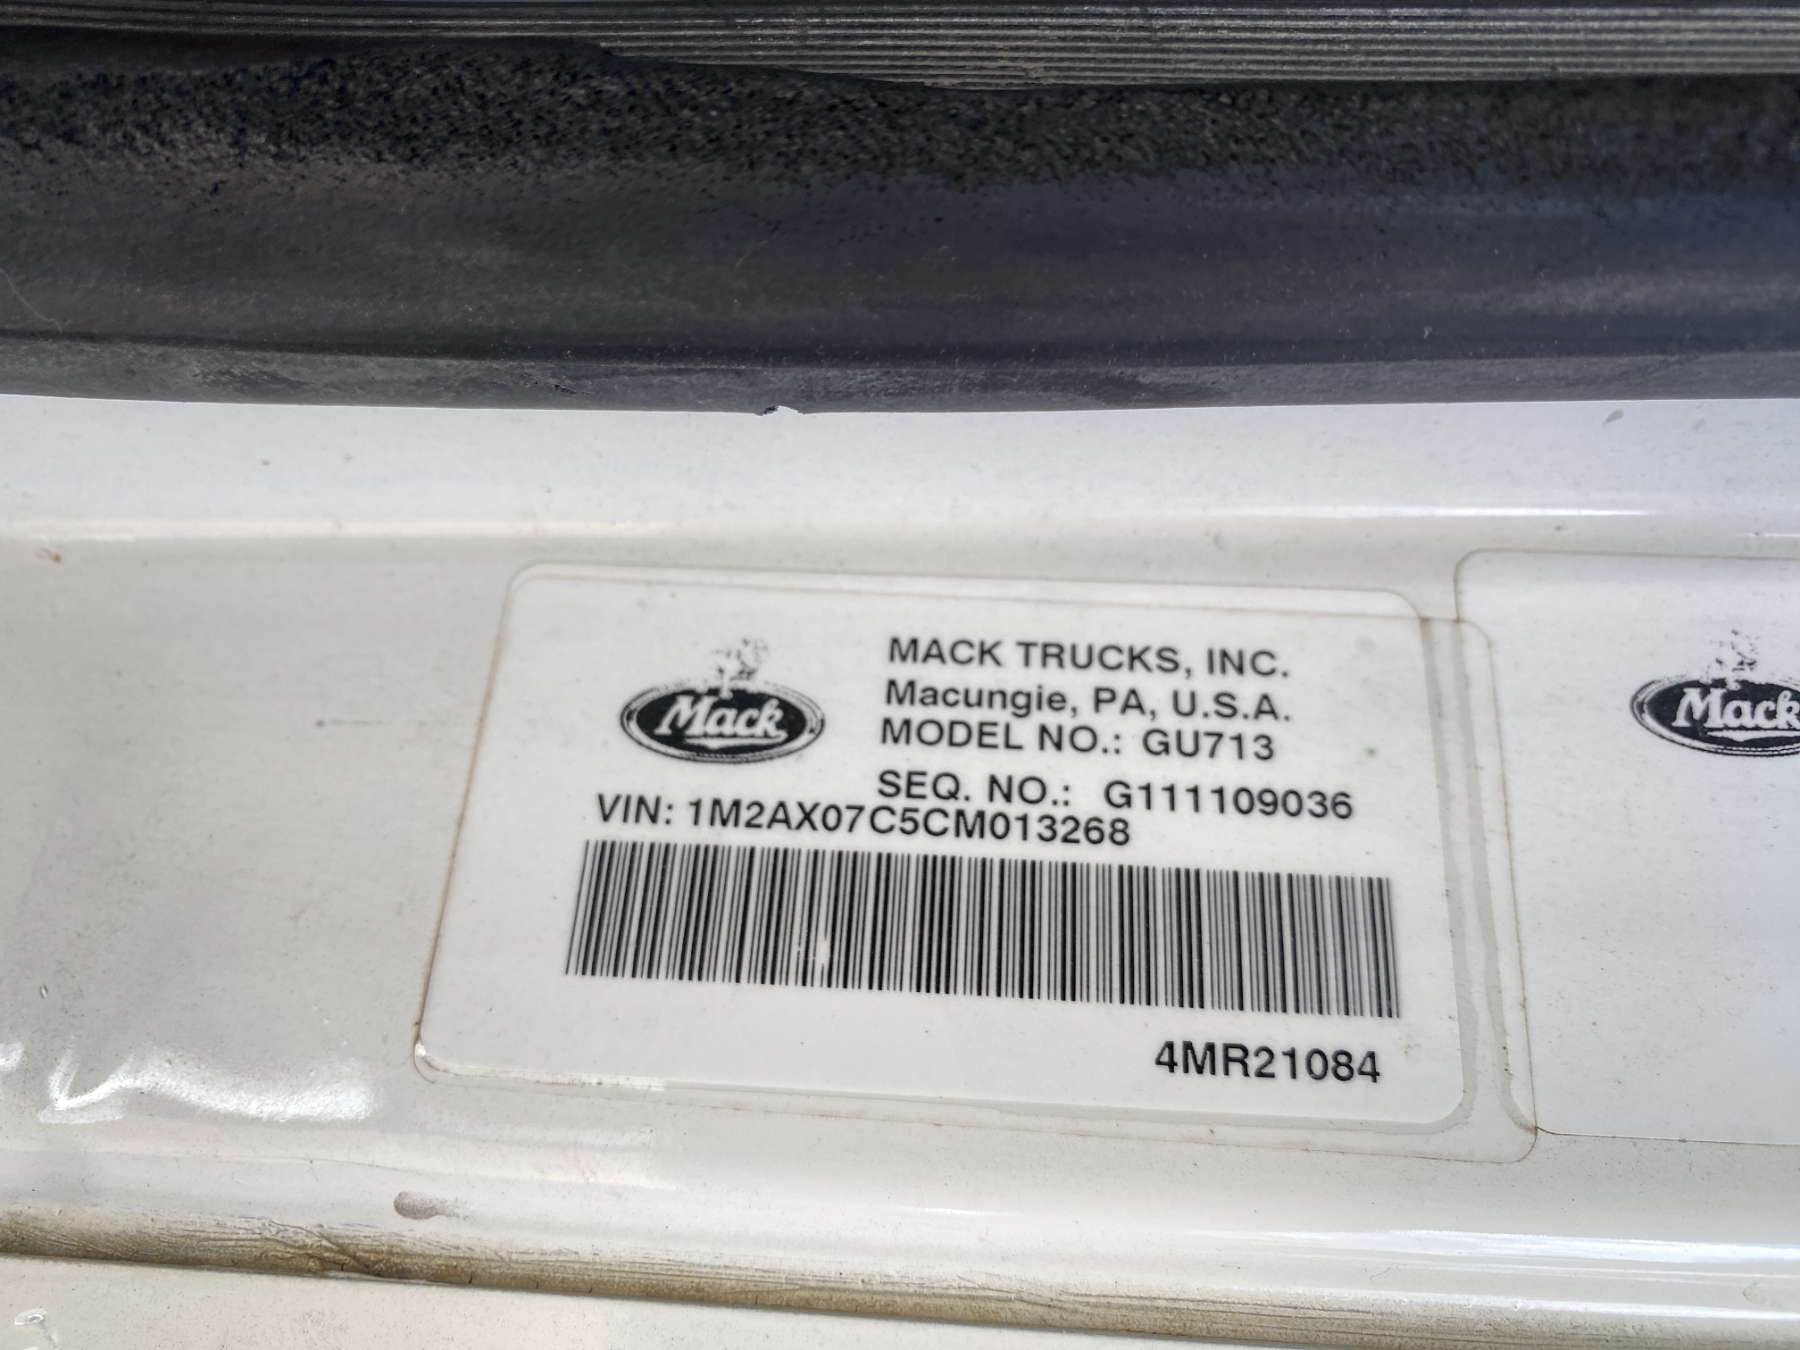 Mack
MACK TRUCKS, INC.
Macungie, PA, U.S.A.
MODEL NO.: GU713
SEQ. NO.: G111109036
VIN: 1M2AX07C5CM013268
4MR21084
Mack